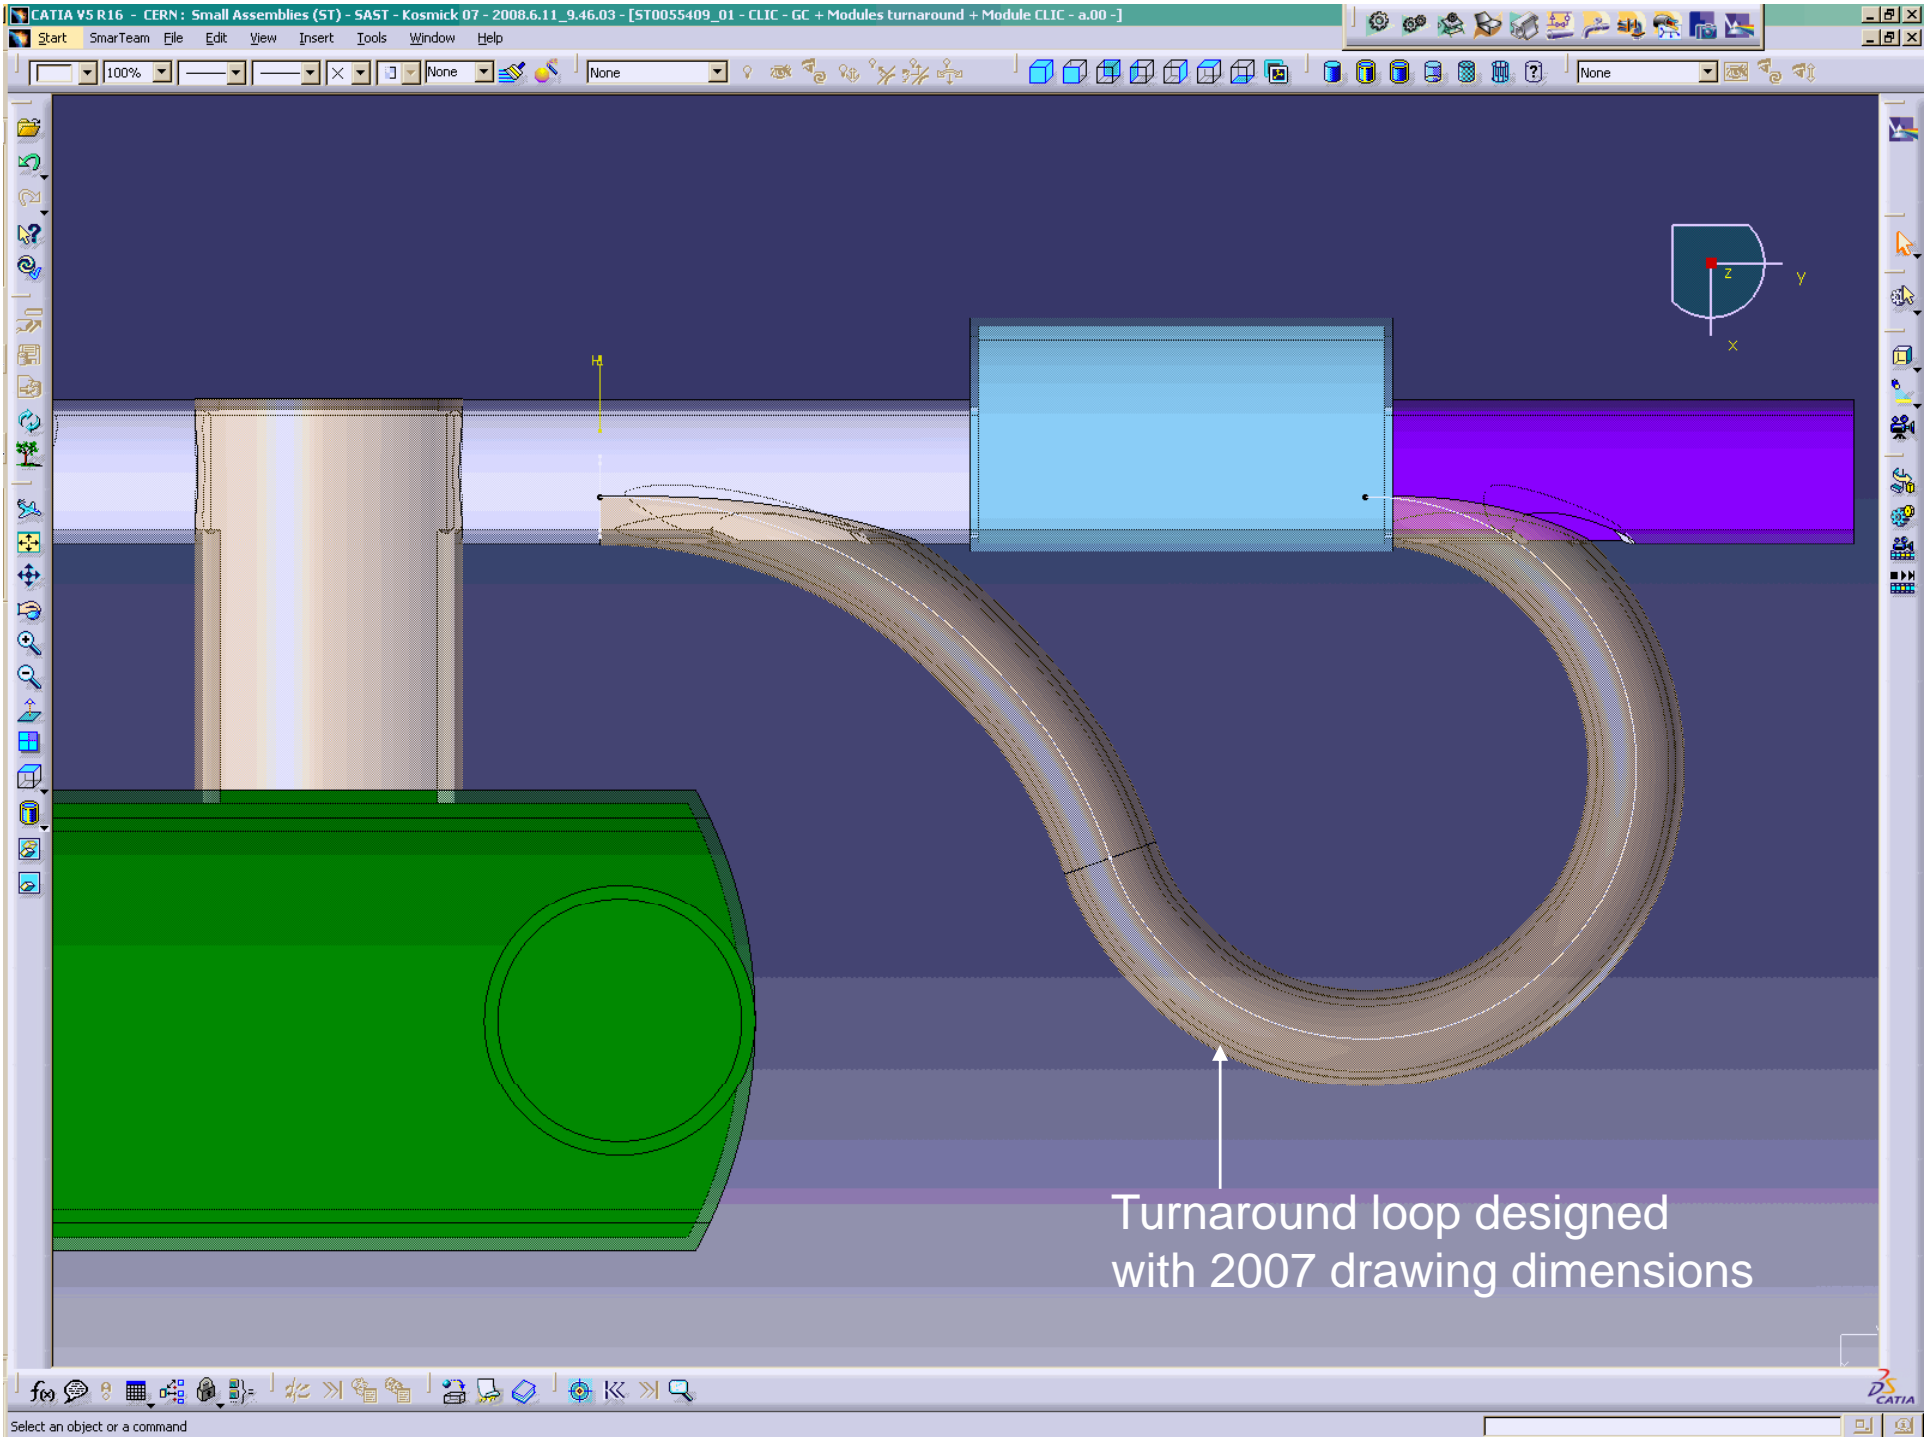 CATIA V5 R16 - CERN : Small Assemblies (ST) - SAST - Kosmick 07 - 2008.6.11_9.46.03 - [ST0055409_01 - CLIC - GC + Modules turnaround + Module CLIC - a.00 -]
Start SmarTeam File Edit View Insert Tools Window Help
100% None None None
z y
x
H
Turnaround loop designed
with 2007 drawing dimensions
f(x)
CATIA
Select an object or a command